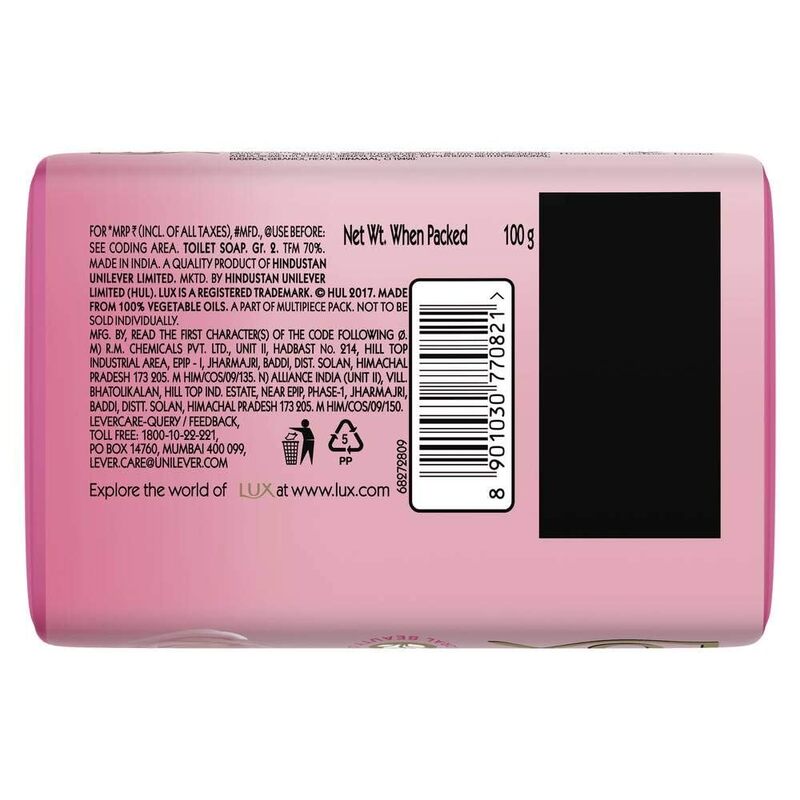 EUGENOL, GERANIOL, HEXYL CINNAMAL, CI 12490.
FOR *MRP ₹ (INCL. OF ALL TAXES), #MFD., @USE BEFORE:
SEE CODING AREA. TOILET SOAP. Gr. 2. TFM 70%.
MADE IN INDIA. A QUALITY PRODUCT OF HINDUSTAN
UNILEVER LIMITED. MKTD. BY HINDUSTAN UNILEVER
LIMITED (HUL). LUX IS A REGISTERED TRADEMARK. © HUL 2017. MADE
FROM 100% VEGETABLE OILS. A PART OF MULTIPIECE PACK. NOT TO BE
SOLD INDIVIDUALLY.
MFG. BY, READ THE FIRST CHARACTER(S) OF THE CODE FOLLOWING Ø.
M) R.M. CHEMICALS PVT. LTD., UNIT II, HADBAST No. 214, HILL TOP
INDUSTRIAL AREA, EPIP - I, JHARMAJRI, BADDI, DIST. SOLAN, HIMACHAL
PRADESH 173 205. M HIM/COS/09/135. N) ALLIANCE INDIA (UNIT II), VILL.
BHATOLIKALAN, HILL TOP IND. ESTATE, NEAR EPIP, PHASE-1, JHARMAJRI,
BADDI, DISTT. SOLAN, HIMACHAL PRADESH 173 205. M HIM/COS/09/150.
LEVERCARE-QUERY / FEEDBACK,
TOLL FREE: 1800-10-22-221,
PO BOX 14760, MUMBAI 400 099,
LEVER.CARE@UNILEVER.COM
Explore the world of LUX at www.lux.com
5
PP
68272809
Net Wt. When Packed 100 g
8 901030 770821 >